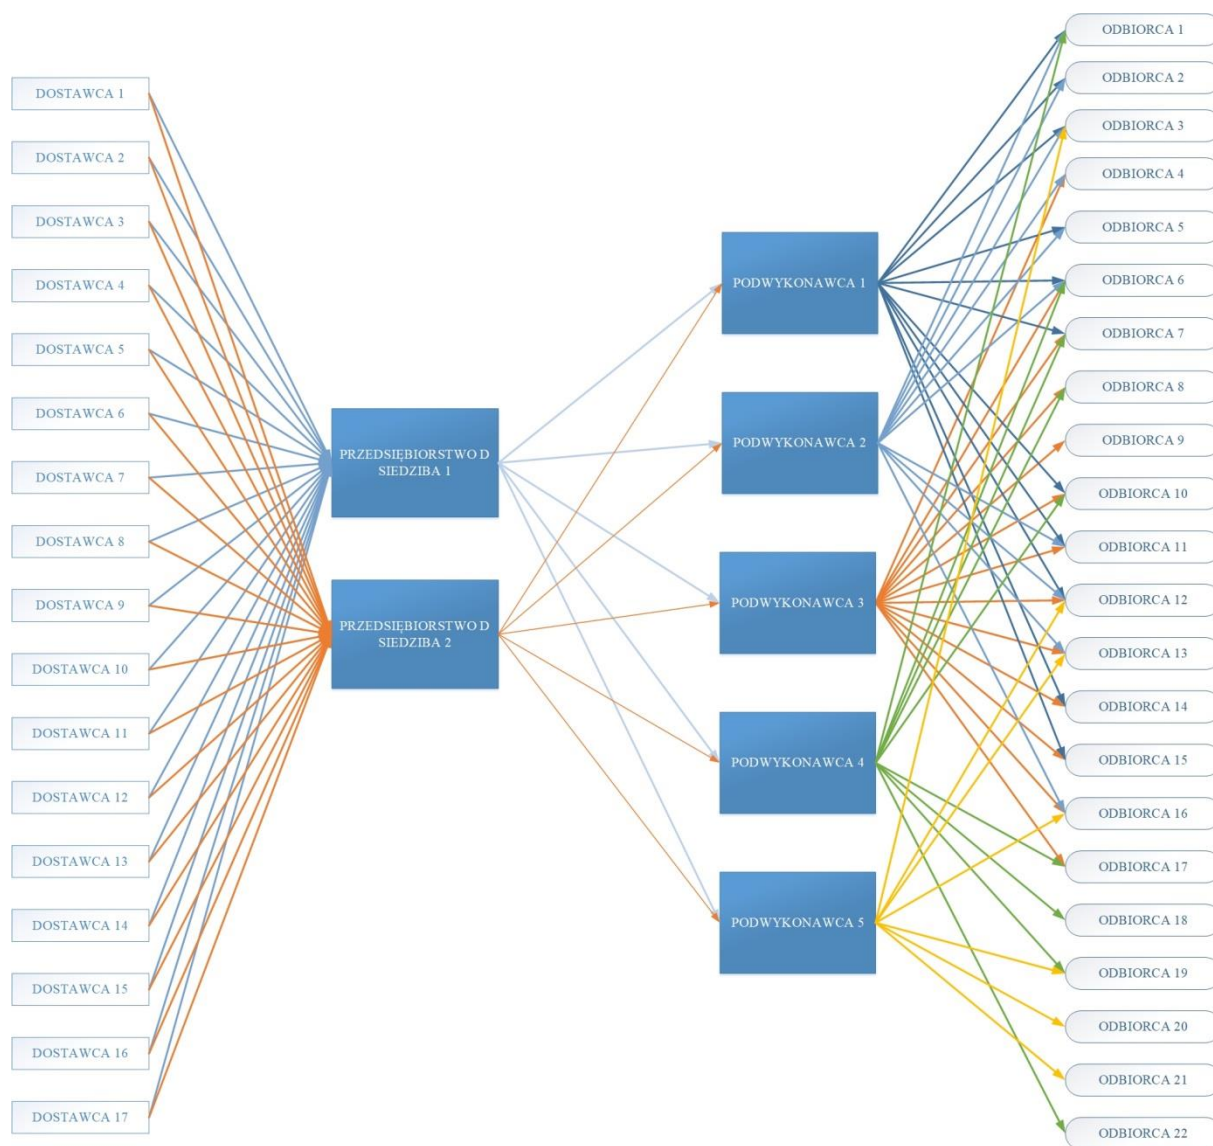 DOSTAWCA 1
DOSTAWCA 2
DOSTAWCA 3
DOSTAWCA 4
DOSTAWCA 5
DOSTAWCA 6
DOSTAWCA 7
DOSTAWCA 8
DOSTAWCA 9
DOSTAWCA 10
DOSTAWCA 11
DOSTAWCA 12
DOSTAWCA 13
DOSTAWCA 14
DOSTAWCA 15
DOSTAWCA 16
DOSTAWCA 17
PRZEDSIĘBIORSTWO D
SIEDZIBA 1
PRZEDSIĘBIORSTWO D
SIEDZIBA 2
PODWYKONAWCA 1
PODWYKONAWCA 2
PODWYKONAWCA 3
PODWYKONAWCA 4
PODWYKONAWCA 5
ODBIORCA 1
ODBIORCA 2
ODBIORCA 3
ODBIORCA 4
ODBIORCA 5
ODBIORCA 6
ODBIORCA 7
ODBIORCA 8
ODBIORCA 9
ODBIORCA 10
ODBIORCA 11
ODBIORCA 12
ODBIORCA 13
ODBIORCA 14
ODBIORCA 15
ODBIORCA 16
ODBIORCA 17
ODBIORCA 18
ODBIORCA 19
ODBIORCA 20
ODBIORCA 21
ODBIORCA 22